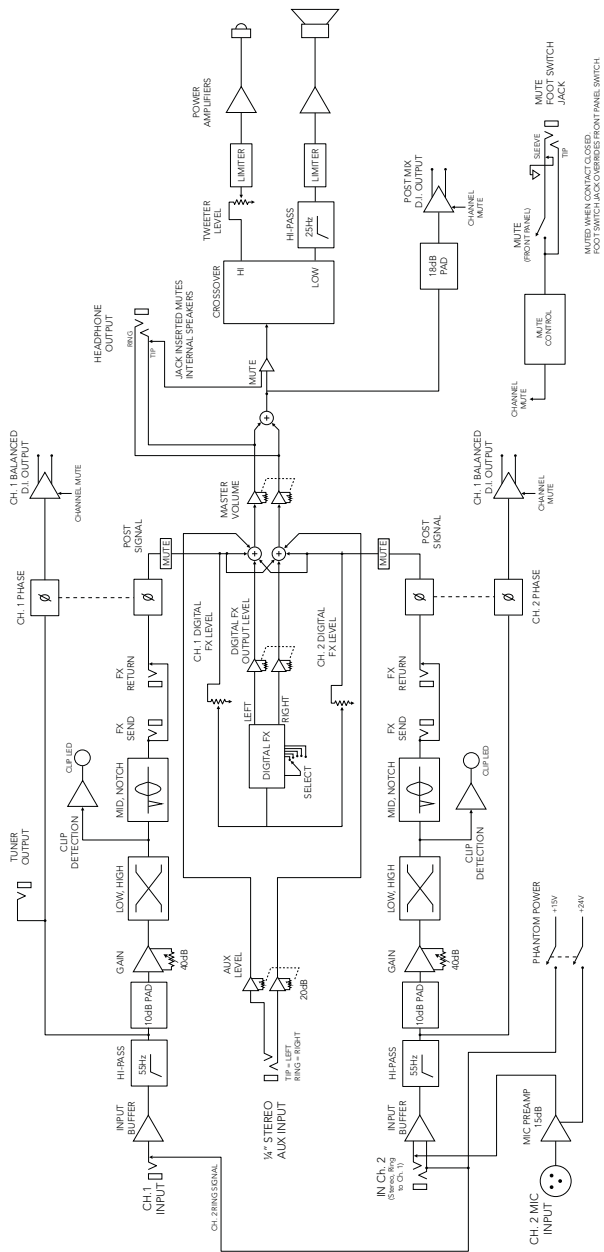 CH.1
INPUT
CH. 2 RING SIGNAL
INPUT
BUFFER
HI-PASS
55Hz
10dB PAD
GAIN
40dB
LOW, HIGH
TUNER
OUTPUT
CLIP
DETECTION
CLIP LED
MID, NOTCH
FX
SEND
FX
RETURN
CH. 1 PHASE
Ø
Ø
POST
SIGNAL
MUTE
CH. 1 BALANCED
D.I. OUTPUT
CHANNEL MUTE
¼" STEREO
AUX INPUT
TIP = LEFT
RING = RIGHT
AUX
LEVEL
20dB
DIGITAL FX
SELECT
LEFT
RIGHT
CH. 1 DIGITAL
FX LEVEL
DIGITAL FX
OUTPUT LEVEL
CH. 2 DIGITAL
FX LEVEL
+
+
MASTER
VOLUME
+
HEADPHONE
OUTPUT
RING
TIP
JACK INSERTED MUTES
INTERNAL SPEAKERS
MUTE
CROSSOVER
HI
LOW
TWEETER
LEVEL
HI-PASS
25Hz
LIMITER
LIMITER
POWER
AMPLIFIERS
18dB
PAD
POST MIX
D.I. OUTPUT
CHANNEL
MUTE
IN Ch. 2
(Stereo, Ring
to Ch. 1)
INPUT
BUFFER
HI-PASS
55Hz
10dB PAD
GAIN
40dB
LOW, HIGH
CLIP
DETECTION
CLIP LED
MID, NOTCH
FX
SEND
FX
RETURN
Ø
Ø
CH. 2 PHASE
POST
SIGNAL
MUTE
CH. 1 BALANCED
D.I. OUTPUT
CHANNEL
MUTE
CH. 2 MIC
INPUT
MIC PREAMP
15dB
PHANTOM POWER
+15V
+24V
CHANNEL
MUTE
MUTE
CONTROL
MUTE
(FRONT PANEL)
SLEEVE
TIP
MUTE
FOOT SWITCH
JACK
MUTED WHEN CONTACT CLOSED.
FOOT SWITCH JACK OVERRIDES FRONT PANEL SWITCH.